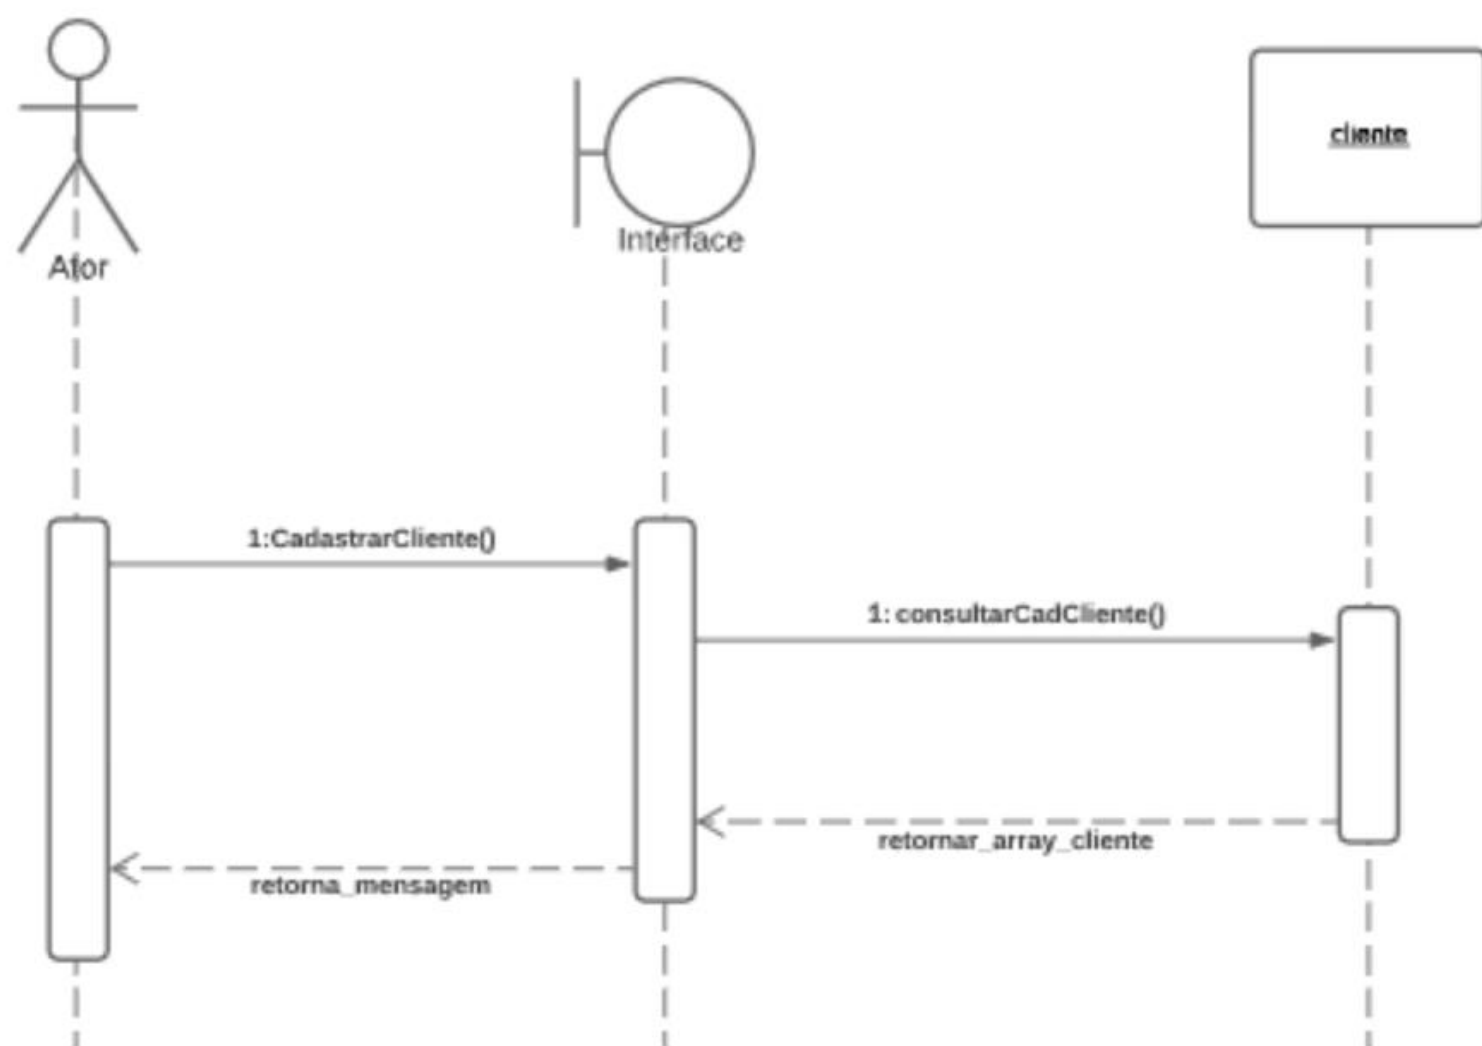 cliente
Interface
Ator
1:CadastrarCliente()
1: consultarCadCliente()
retornar_array_cliente
retorna_mensagem